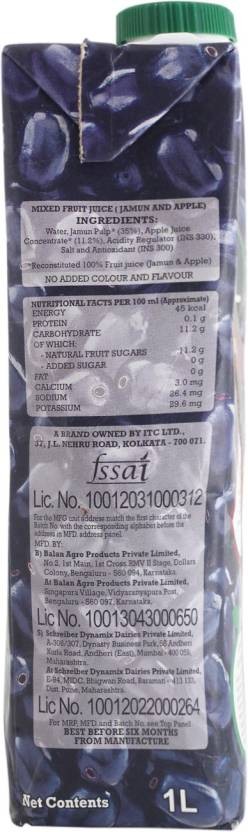 MIXED FRUIT JUICE ( JAMUN AND APPLE)
INGREDIENTS:
Water, Jamun Pulp* (35%), Apple Juice
Concentrate* (11.2%), Acidity Regulator (INS 330),
Salt and Antioxidant (INS 300)
*Reconstituted 100% Fruit juice (Jamun & Apple)
NO ADDED COLOUR AND FLAVOUR
NUTRITIONAL FACTS PER 100 ml (Approximate)
ENERGY 45 kcal
PROTEIN 0.1 g
CARBOHYDRATE 11.2 g
OF WHICH:
- NATURAL FRUIT SUGARS 11.2 g
- ADDED SUGAR 0 g
FAT 0 g
CALCIUM 3.0 mg
SODIUM 26.4 mg
POTASSIUM 29.6 mg
A BRAND OWNED BY ITC LTD.,
37, J.L. NEHRU ROAD, KOLKATA - 700 071.
fssai
Lic. No. 10012031000312
For the MFG unit address match the first character of the
Batch No. with the corresponding alphabet before the
address in MFD. BY:
MFD. BY:
B) Balan Agro Products Private Limited,
No.2, 1st Main, 1st Cross, RMV II Stage, Dollars
Colony, Bengaluru - 560 094, Karnataka.
At Balan Agro Products Private Limited,
Singapura Village, Vidyaranyapura Post,
Bengaluru - 560 097, Karnataka.
Lic No. 10013043000650
S) Schreiber Dynamix Dairies Private Limited,
A-306/307, Dynasty Business Park, 58 Andheri
Kurla Road, Andheri (East), Mumbai - 400 059,
Maharashtra.
At Schreiber Dynamix Dairies Private Limited,
E-94, MIDC, Bhigwan Road, Baramati - 413 133,
Dist. Pune, Maharashtra.
Lic No. 10012022000264
For MRP, MFD and Batch No. see Top Panel
BEST BEFORE SIX MONTHS
FROM MANUFACTURE
Net Contents 1L